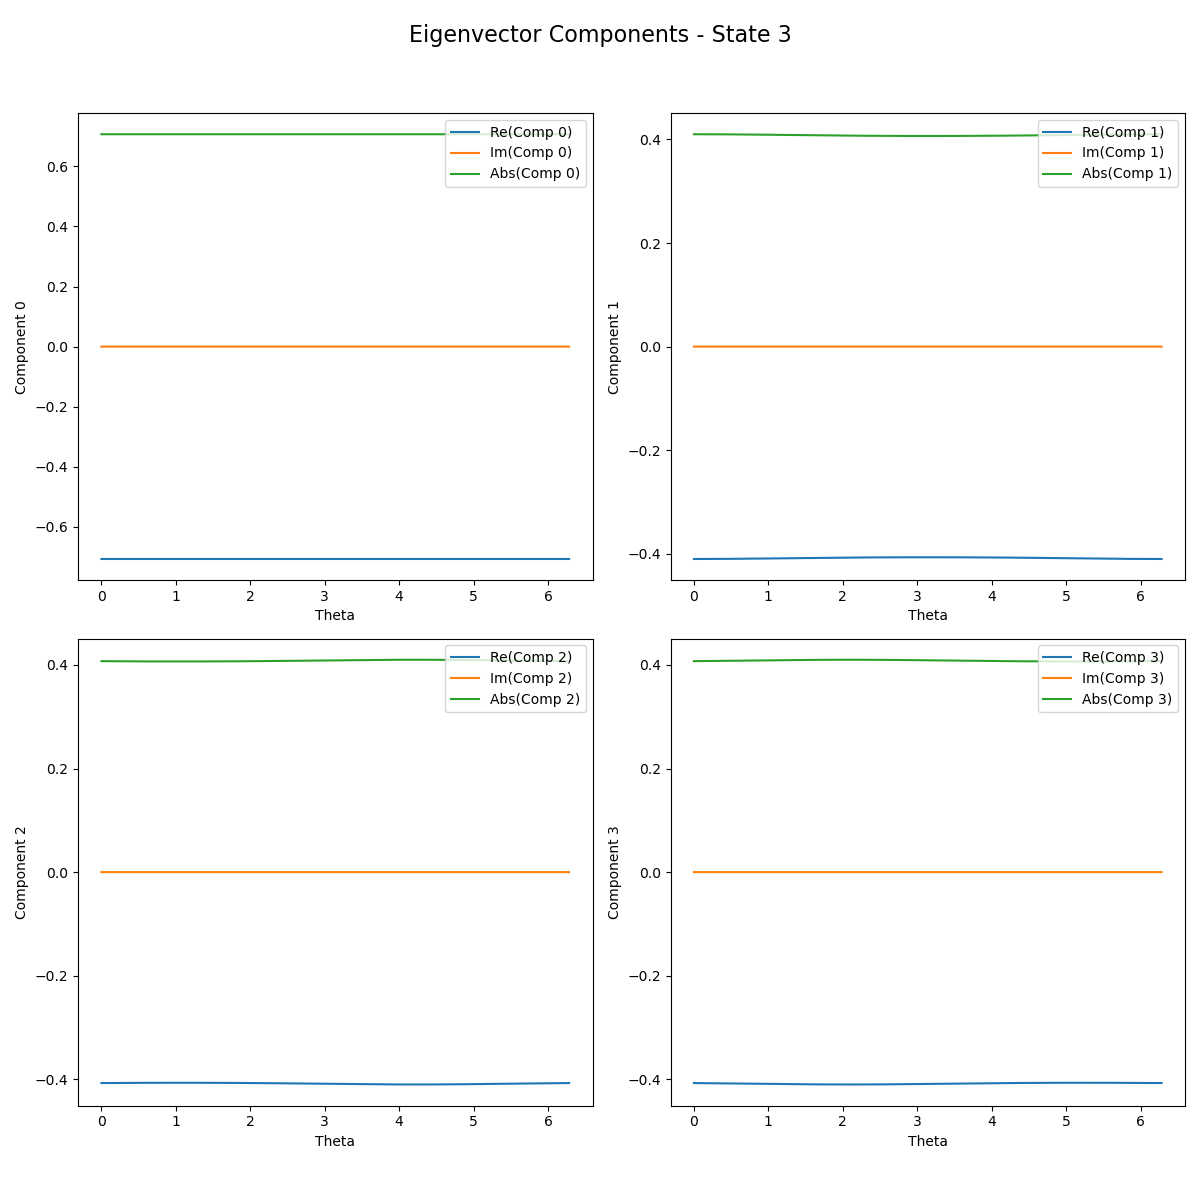 Eigenvector Components - State 3
Re(Comp 0)
Im(Comp 0)
Abs(Comp 0)
0.6
0.4
0.2
0.0
−0.2
−0.4
−0.6
Component 0
0 1 2 3 4 5 6
Theta
Re(Comp 1)
Im(Comp 1)
Abs(Comp 1)
0.4
0.2
0.0
−0.2
−0.4
Component 1
0 1 2 3 4 5 6
Theta
Re(Comp 2)
Im(Comp 2)
Abs(Comp 2)
0.4
0.2
0.0
−0.2
−0.4
Component 2
0 1 2 3 4 5 6
Theta
Re(Comp 3)
Im(Comp 3)
Abs(Comp 3)
0.4
0.2
0.0
−0.2
−0.4
Component 3
0 1 2 3 4 5 6
Theta